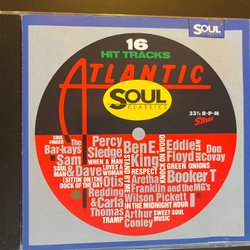 SOUL
CLASSICS
16
HIT TRACKS
ATLANTIC
SOUL
CLASSICS
33⅓ R•P•M
Stereo
SOUL FINGER
The Bar-kays
Sam & Dave
SOUL MAN
(SITTIN' ON) THE DOCK OF THE BAY
Percy Sledge
WHEN A MAN LOVES A WOMAN
Otis Redding
& Carla Thomas
TRAMP
Ben E. King
STAND BY ME
RESPECT
Aretha Franklin
Wilson Pickett
IN THE MIDNIGHT HOUR
Arthur Conley
SWEET SOUL MUSIC
Eddie Floyd
KNOCK ON WOOD
Don Covay
GREEN ONIONS
Booker T and the MG's